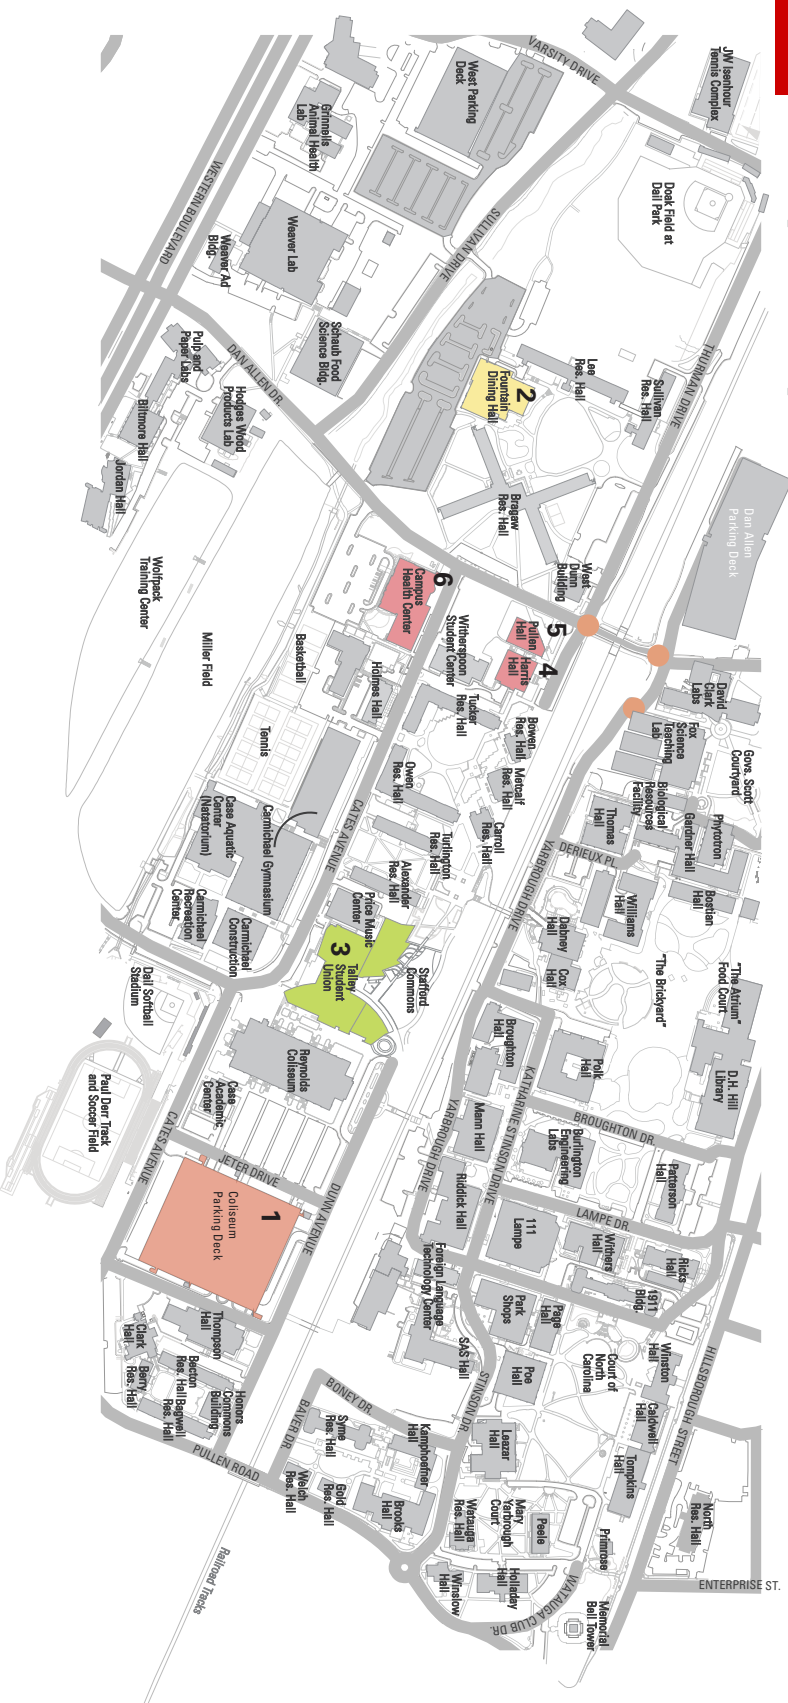 JW Isenhour
Tennis Complex
VARSITY DRIVE
West Parking
Deck
Grinnells
Animal Health
Lab
WESTERN BOULEVARD
Doak Field at
Dail Park
SULLIVAN DRIVE
Weaver Lab
Weaver Ad
Bldg.
Schaub Food
Science Bldg.
DAN ALLEN DR.
Pulp and
Paper Labs
Hodges Wood
Products Lab
Biltmore Hall
Jordan Hall
THURMAN DRIVE
Lee
Res. Hall
Sullivan
Res. Hall
2
Fountain
Dining Hall
Bragaw
Res. Hall
West
Dunn
Building
Dan Allen
Parking Deck
Wolfpack
Training Center
Miller Field
6
Campus
Health Center
5
Pullen
Hall
4
Harris
Hall
Witherspoon
Student Center
Basketball
Holmes Hall
Tucker
Res. Hall
Bowen
Res. Hall
Metcalf
Res. Hall
David
Clark
Labs
Fox
Science
Teaching
Lab
Govs. Scott
Courtyard
Tennis
Owen
Res. Hall
CATES AVENUE
Biological
Resources
Facility
Thomas
Hall
Gardner Hall
Phytotron
Case Aquatic
Center
(Natatorium)
Carmichael Gymnasium
Turlington
Res. Hall
Carroll
Res. Hall
YARBROUGH DRIVE
DERIEUX PL.
Bostian
Hall
Williams
Hall
Alexander
Res. Hall
Price Music
Center
Carmichael
Recreation
Center
Carmichael
Construction
3
Talley
Student
Union
Stafford
Commons
Dabney
Hall
Cox
Hall
"The Brickyard"
"The Atrium"
Food Court
D.H. Hill
Library
Dail Softball
Stadium
Reynolds
Coliseum
Case
Academic
Center
Paul Derr Track
and Soccer Field
CATES AVENUE
Broughton
Hall
KATHARINE STINSON DRIVE
Polk
Hall
BROUGHTON DR.
Mann Hall
YARBROUGH DRIVE
Burlington
Engineering
Labs
Patterson
Hall
JETER DRIVE
DUNN AVENUE
1
Coliseum
Parking Deck
Riddick Hall
LAMPE DR.
111
Lampe
Withers
Hall
Ricks
Hall
1911
Bldg.
Foreign Language
Technology Center
SAS Hall
Park
Shops
Page
Hall
Poe
Hall
Court of
North
Carolina
Winston
Hall
HILLSBOROUGH STREET
STINSON DR.
Thompson
Hall
Clark
Hall
Berry
Res. Hall
Becton
Res. Hall
Bagwell
Res. Hall
Honors
Commons
Building
BONEY DR.
BAVER DR.
Syme
Res. Hall
Kamphoefner
Hall
Leazar
Hall
Caldwell
Hall
Tompkins
Hall
PULLEN ROAD
Welch
Res. Hall
Gold
Res. Hall
Brooks
Hall
Watauga
Res. Hall
Mary
Yarbrough
Court
Peele
Primrose
North
Res. Hall
Railroad Tracks
Winslow
Hall
Holladay
Hall
WATAUGA CLUB DR.
Memorial
Bell Tower
ENTERPRISE ST.